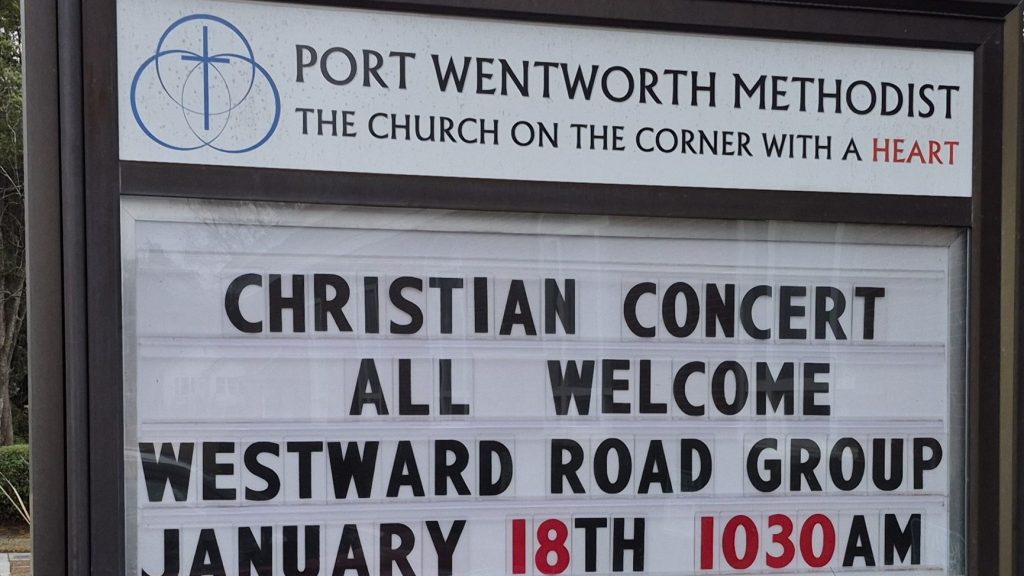 PORT WENTWORTH METHODIST
THE CHURCH ON THE CORNER WITH A HEART
CHRISTIAN CONCERT
ALL WELCOME
WESTWARD ROAD GROUP
JANUARY 18TH 1030AM